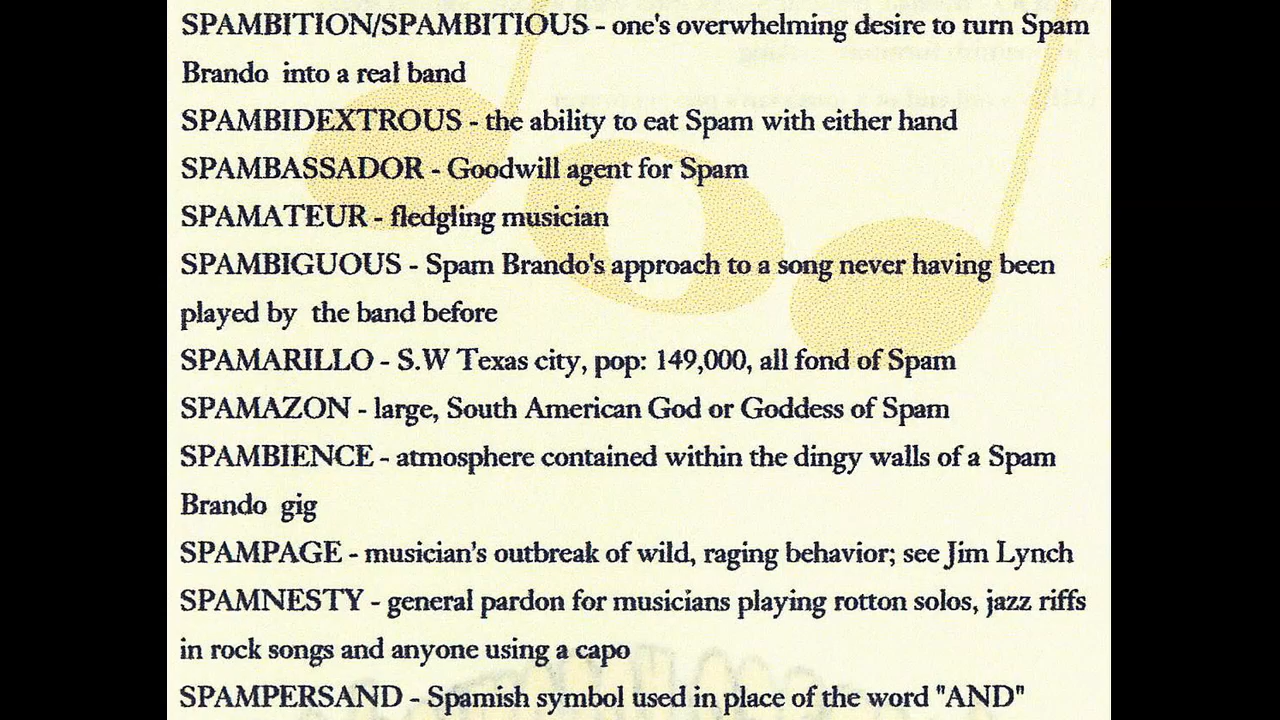 SPAMBITION/SPAMBITIOUS - one's overwhelming desire to turn Spam
Brando into a real band
SPAMBIDEXTROUS - the ability to eat Spam with either hand
SPAMBASSADOR - Goodwill agent for Spam
SPAMATEUR - fledgling musician
SPAMBIGUOUS - Spam Brando's approach to a song never having been
played by the band before
SPAMARILLO - S.W Texas city, pop: 149,000, all fond of Spam
SPAMAZON - large, South American God or Goddess of Spam
SPAMBIENCE - atmosphere contained within the dingy walls of a Spam
Brando gig
SPAMPAGE - musician's outbreak of wild, raging behavior; see Jim Lynch
SPAMNESTY - general pardon for musicians playing rotton solos, jazz riffs
in rock songs and anyone using a capo
SPAMPERSAND - Spamish symbol used in place of the word "AND"